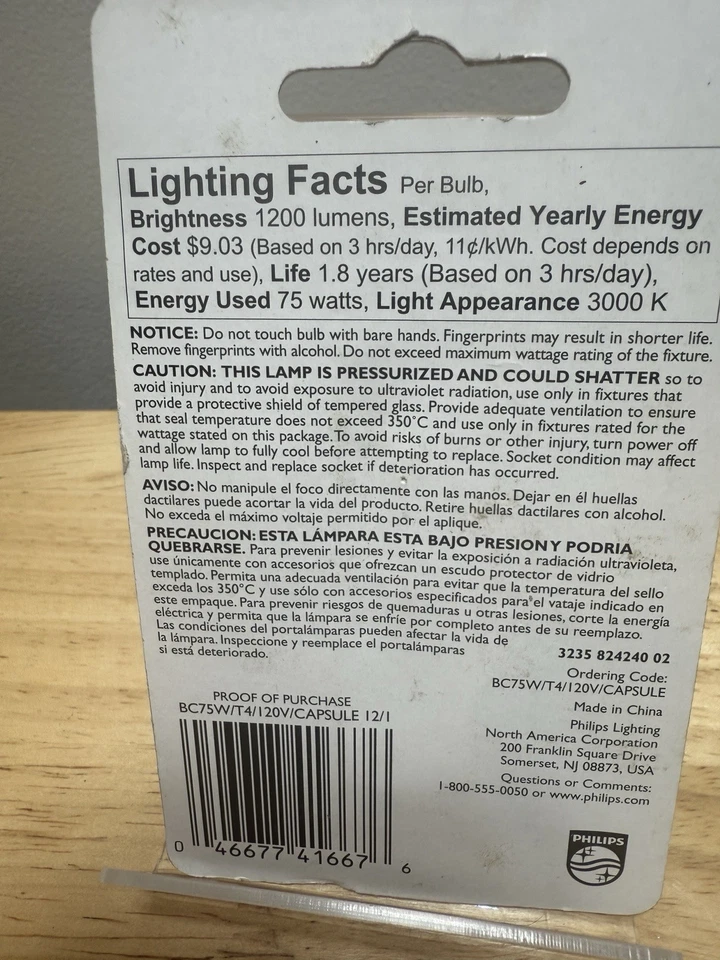 Lighting Facts Per Bulb,
Brightness 1200 lumens, Estimated Yearly Energy
Cost $9.03 (Based on 3 hrs/day, 11¢/kWh. Cost depends on
rates and use), Life 1.8 years (Based on 3 hrs/day),
Energy Used 75 watts, Light Appearance 3000 K
NOTICE: Do not touch bulb with bare hands. Fingerprints may result in shorter life.
Remove fingerprints with alcohol. Do not exceed maximum wattage rating of the fixture.
CAUTION: THIS LAMP IS PRESSURIZED AND COULD SHATTER so to
avoid injury and to avoid exposure to ultraviolet radiation, use only in fixtures that
provide a protective shield of tempered glass. Provide adequate ventilation to ensure
that seal temperature does not exceed 350°C and use only in fixtures rated for the
wattage stated on this package. To avoid risks of burns or other injury, turn power off
and allow lamp to fully cool before attempting to replace. Socket condition may affect
lamp life. Inspect and replace socket if deterioration has occurred.
AVISO: No manipule el foco directamente con las manos. Dejar en él huellas
dactilares puede acortar la vida del producto. Retire huellas dactilares con alcohol.
No exceda el máximo voltaje permitido por el aplique.
PRECAUCION: ESTA LÁMPARA ESTA BAJO PRESION Y PODRIA
QUEBRARSE. Para prevenir lesiones y evitar la exposición a radiación ultravioleta,
use únicamente con accesorios que ofrezcan un escudo protector de vidrio
templado. Permita una adecuada ventilación para evitar que la temperatura del sello
exceda los 350°C y use sólo con accesorios especificados para el vataje indicado en
este empaque. Para prevenir riesgos de quemaduras u otras lesiones, corte la energía
eléctrica y permita que la lámpara se enfríe por completo antes de su reemplazo.
Las condiciones del portalámparas pueden afectar la vida de
la lámpara. Inspeccione y reemplace el portalámparas
si está deteriorado.
3235 824240 02
Ordering Code:
BC75W/T4/120V/CAPSULE
Made in China
Philips Lighting
North America Corporation
200 Franklin Square Drive
Somerset, NJ 08873, USA
Questions or Comments:
1-800-555-0050 or www.philips.com
PROOF OF PURCHASE
BC75W/T4/120V/CAPSULE 12/1
0 46677 41667 6
PHILIPS